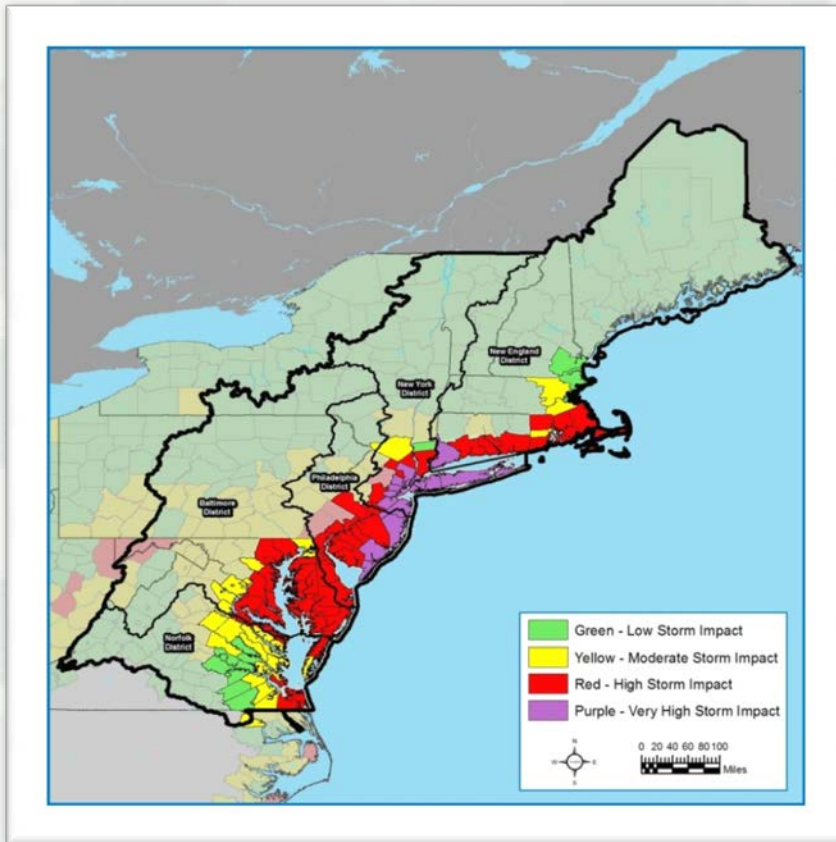 New England
District
New York
District
Philadelphia
District
Baltimore
District
Norfolk
District
Green - Low Storm Impact
Yellow - Moderate Storm Impact
Red - High Storm Impact
Purple - Very High Storm Impact
N
W E
S
0 20 40 60 80 100
Miles